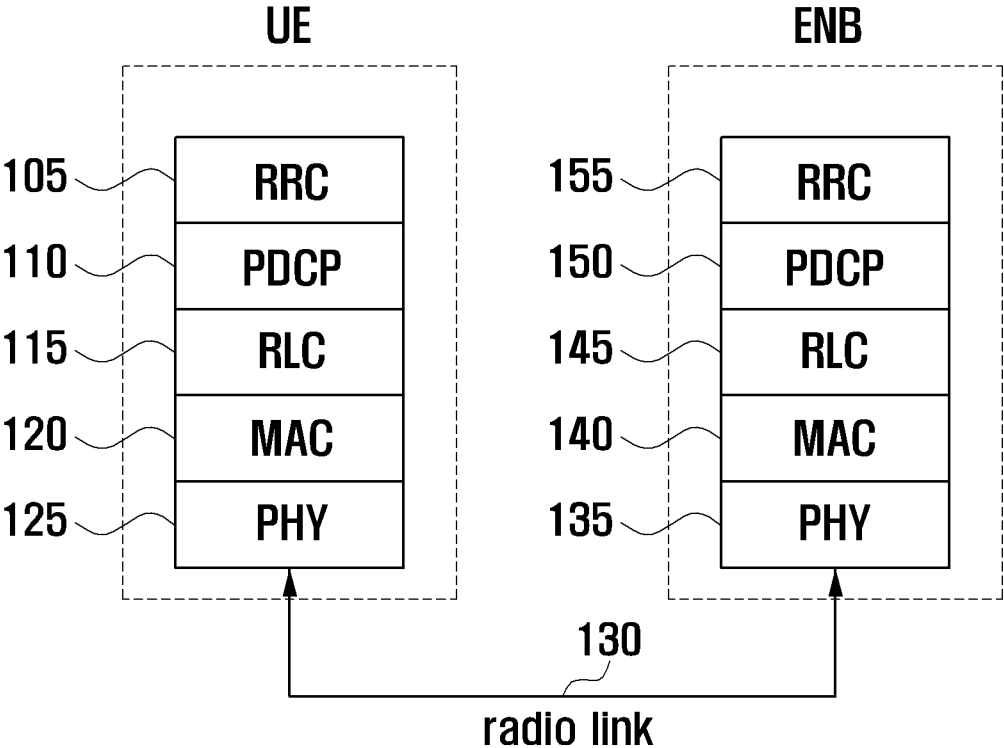 UE ENB
105 RRC 155 RRC
110 PDCP 150 PDCP
115 RLC 145 RLC
120 MAC 140 MAC
125 PHY 135 PHY
130
radio link